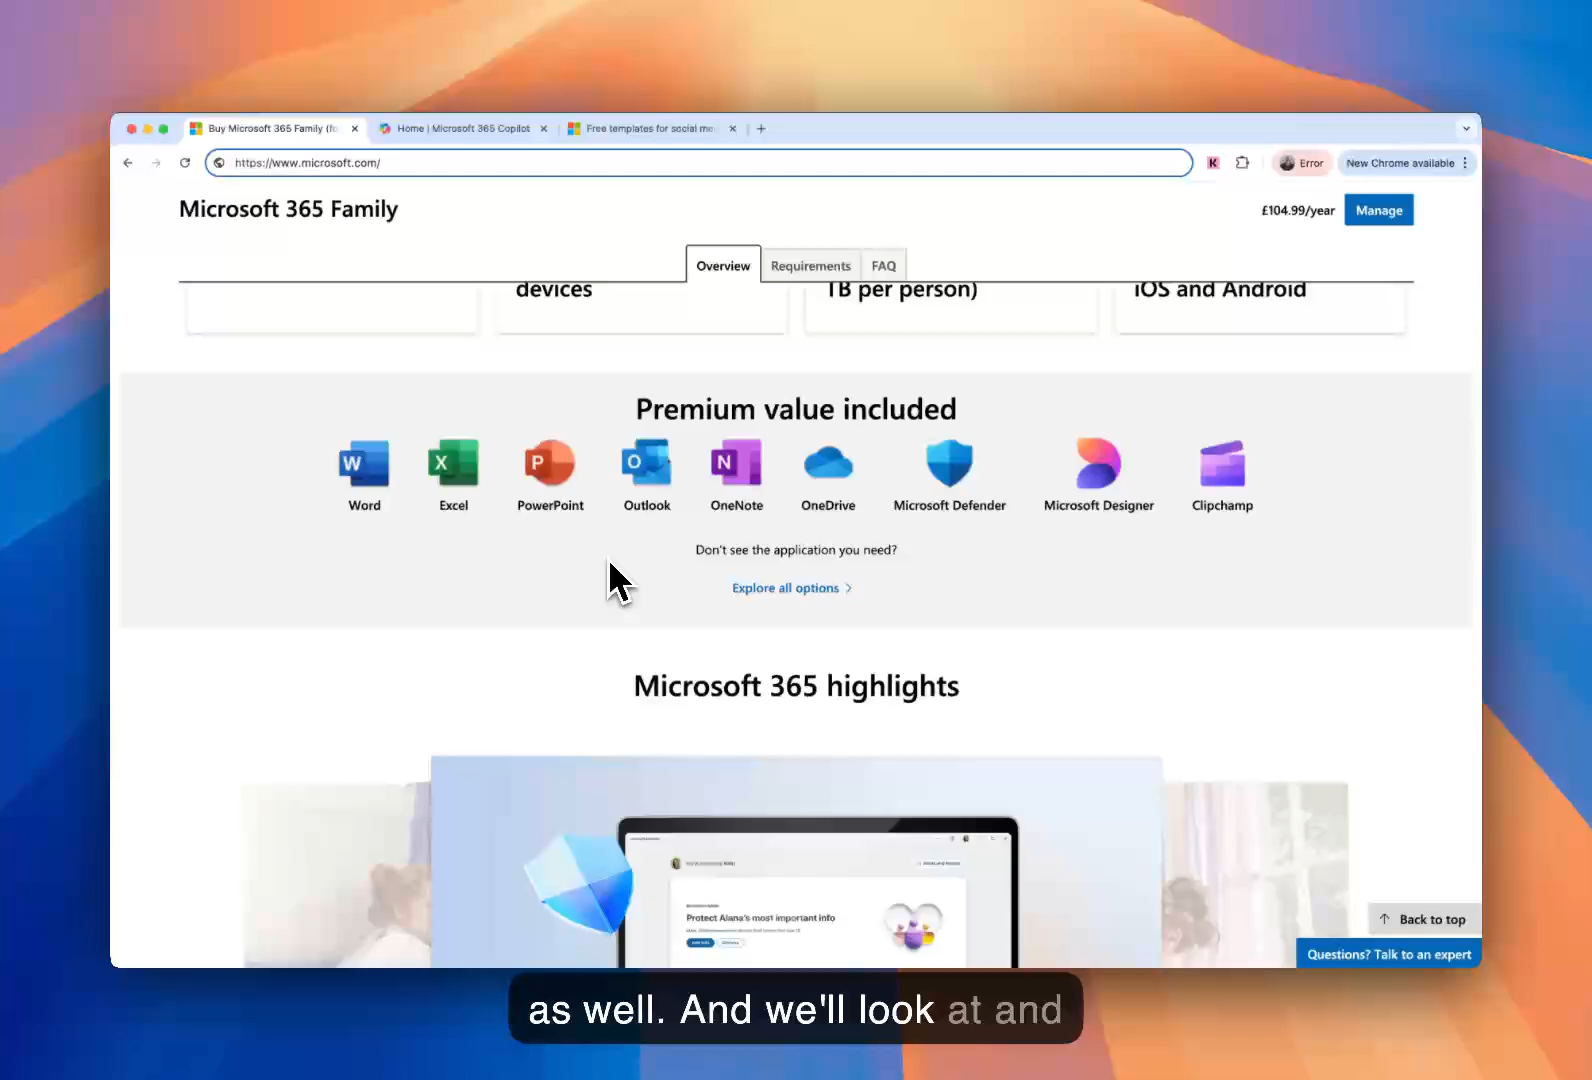 Buy Microsoft 365 Family (fo
Home | Microsoft 365 Copilot
Free templates for social me
https://www.microsoft.com/
K
Error
New Chrome available
Microsoft 365 Family
£104.99/year
Manage
Overview
Requirements
FAQ
devices
TB per person)
iOS and Android
Premium value included
W
X
P
O
N
Word
Excel
PowerPoint
Outlook
OneNote
OneDrive
Microsoft Defender
Microsoft Designer
Clipchamp
Don't see the application you need?
Explore all options
Microsoft 365 highlights
Protect Alana's most important info
Back to top
Questions? Talk to an expert
as well. And we'll look at and